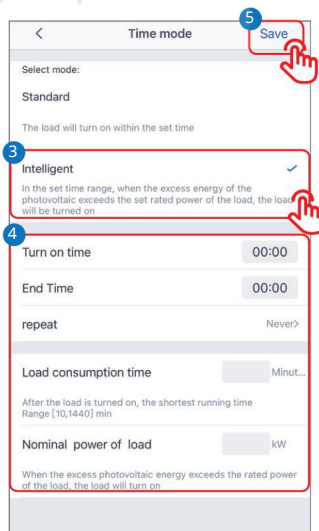 5
< Time mode Save
Select mode:
Standard
The load will turn on within the set time
3
Intelligent
In the set time range, when the excess energy of the
photovoltaic exceeds the set rated power of the load, the load
will be turned on
4
Turn on time 00:00
End Time 00:00
repeat Never>
Load consumption time Minut...
After the load is turned on, the shortest running time
Range [10,1440] min
Nominal power of load kW
When the excess photovoltaic energy exceeds the rated power
of the load, the load will turn on